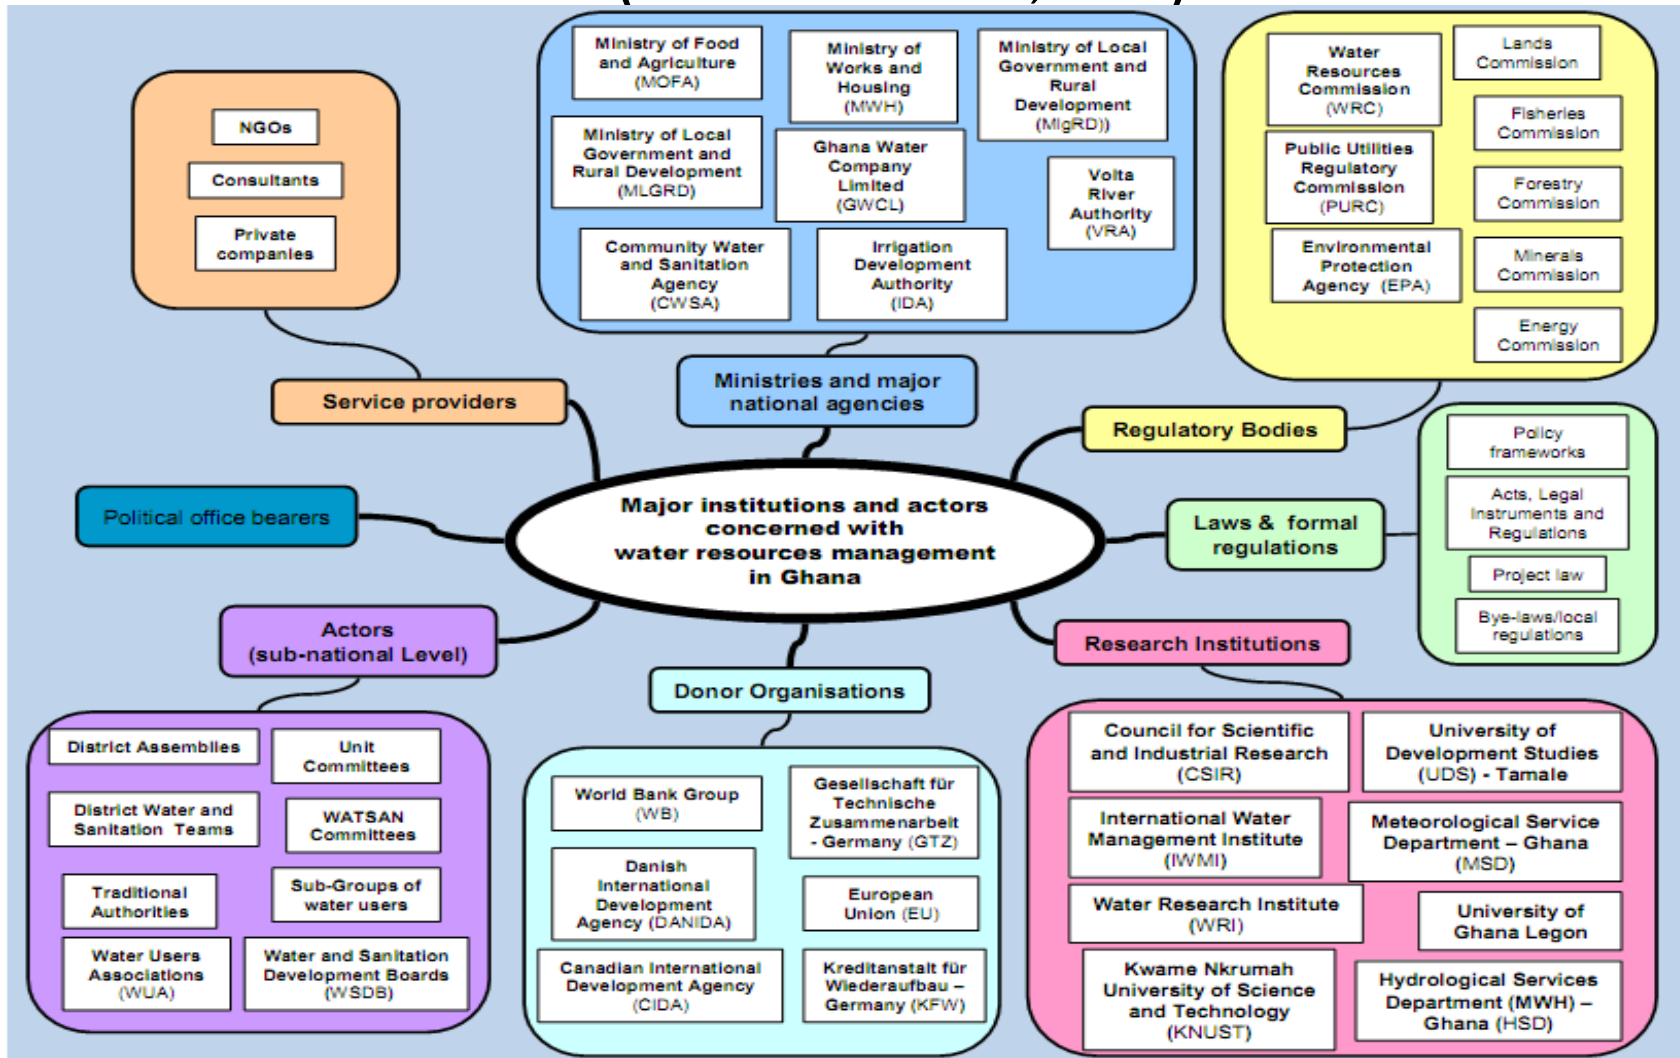 NGOs
Consultants
Private
companies
Service providers
Ministry of Food
and Agriculture
(MOFA)
Ministry of
Works and
Housing
(MWH)
Ministry of Local
Government and
Rural
Development
(MlgRD))
Ministry of Local
Government and
Rural Development
(MLGRD)
Ghana Water
Company
Limited
(GWCL)
Volta
River
Authority
(VRA)
Community Water
and Sanitation
Agency
(CWSA)
Irrigation
Development
Authority
(IDA)
Ministries and major
national agencies
Water
Resources
Commission
(WRC)
Lands
Commission
Fisheries
Commission
Public Utilities
Regulatory
Commission
(PURC)
Forestry
Commission
Environmental
Protection
Agency (EPA)
Minerals
Commission
Energy
Commission
Regulatory Bodies
Political office bearers
Major institutions and actors
concerned with
water resources management
in Ghana
Laws & formal
regulations
Policy
frameworks
Acts, Legal
Instruments and
Regulations
Project law
Bye-laws/local
regulations
Actors
(sub-national Level)
District Assemblies
Unit
Committees
District Water and
Sanitation Teams
WATSAN
Committees
Traditional
Authorities
Sub-Groups of
water users
Water Users
Associations
(WUA)
Water and Sanitation
Development Boards
(WSDB)
Donor Organisations
World Bank Group
(WB)
Gesellschaft für
Technische
Zusammenarbeit
- Germany (GTZ)
Danish
International
Development
Agency (DANIDA)
European
Union (EU)
Canadian International
Development Agency
(CIDA)
Kreditanstalt für
Wiederaufbau –
Germany (KFW)
Research Institutions
Council for Scientific
and Industrial Research
(CSIR)
University of
Development Studies
(UDS) - Tamale
International Water
Management Institute
(IWMI)
Meteorological Service
Department – Ghana
(MSD)
Water Research Institute
(WRI)
University of
Ghana Legon
Kwame Nkrumah
University of Science
and Technology
(KNUST)
Hydrological Services
Department (MWH) –
Ghana (HSD)